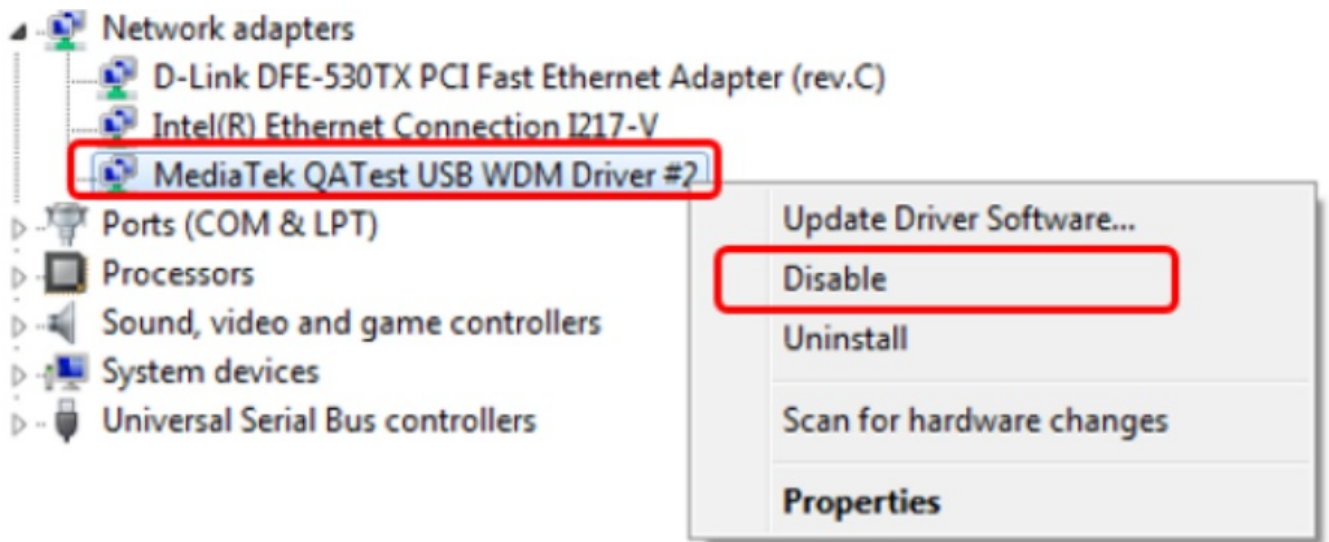 Network adapters
D-Link DFE-530TX PCI Fast Ethernet Adapter (rev.C)
Intel(R) Ethernet Connection I217-V
MediaTek QATest USB WDM Driver #2
Ports (COM & LPT)
Processors
Sound, video and game controllers
System devices
Universal Serial Bus controllers
Update Driver Software...
Disable
Uninstall
Scan for hardware changes
Properties